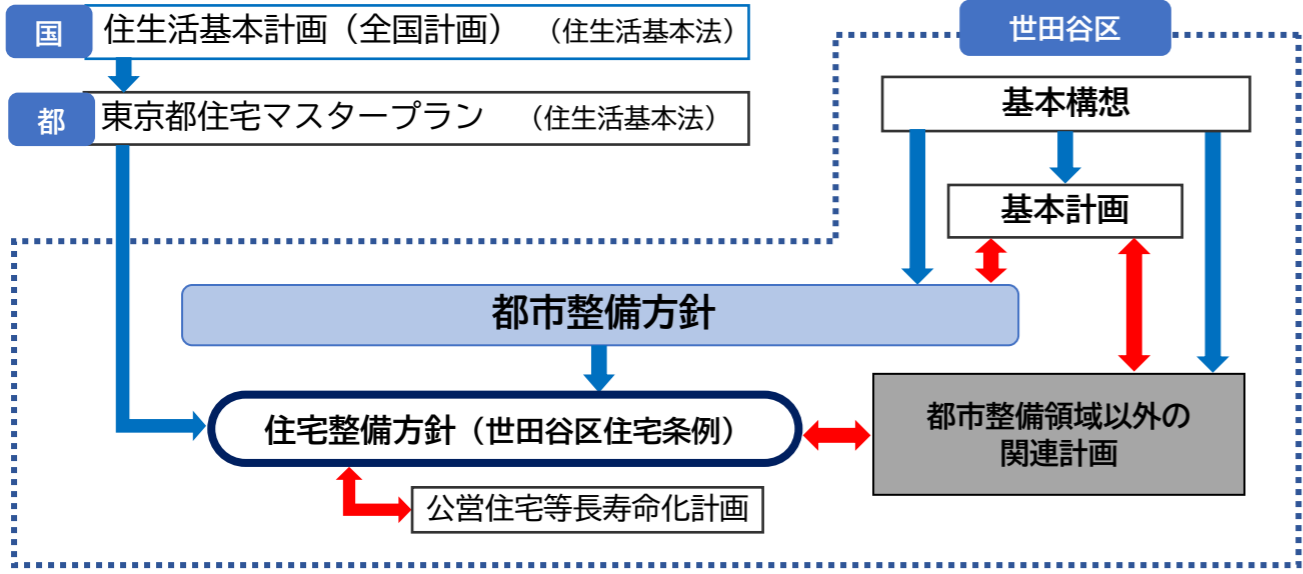 国 住生活基本計画（全国計画）（住生活基本法）
都 東京都住宅マスタープラン （住生活基本法）
世田谷区
基本構想
基本計画
都市整備方針
住宅整備方針（世田谷区住宅条例）
都市整備領域以外の
関連計画
公営住宅等長寿命化計画